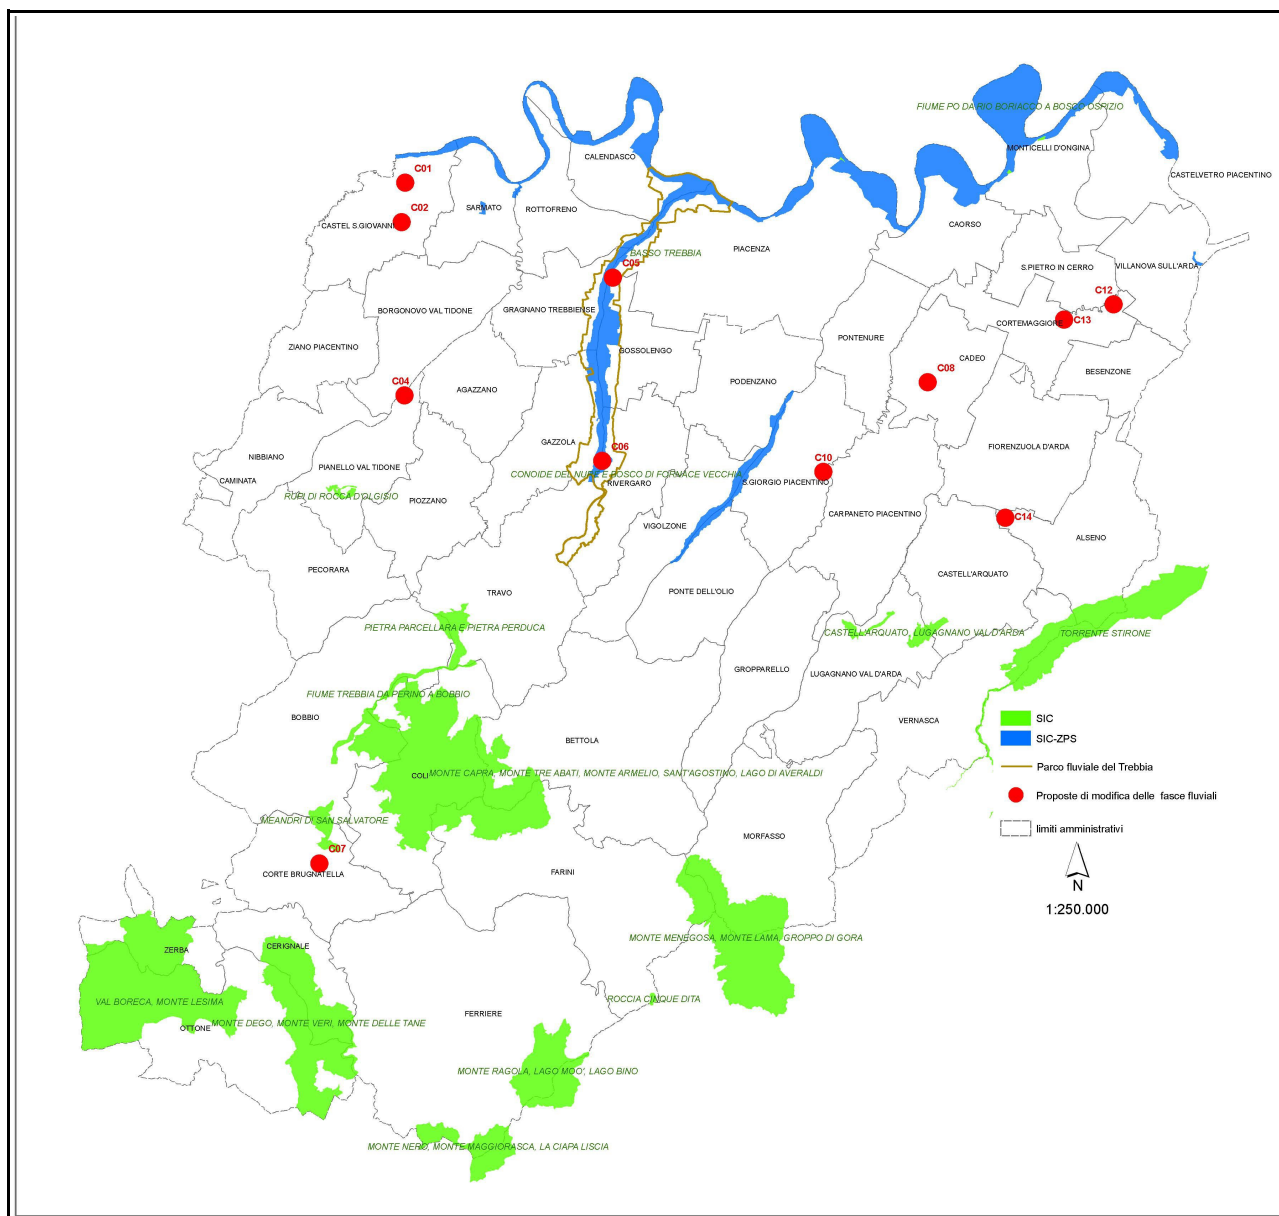 FIUME PO DA RIO BORIACCO A BOSCO OSPIZIO
MONTICELLI D'ONGINA
CALENDASCO
CASTELVETRO PIACENTINO
C01
C02
SARMATO
ROTTOFRENO
CASTEL S.GIOVANNI
CAORSO
PIACENZA
BASSO TREBBIA
C05
S.PIETRO IN CERRO
VILLANOVA SULL'ARDA
C12
BORGONOVO VAL TIDONE
GRAGNANO TREBBIENSE
CORTEMAGGIORE
C13
PONTENURE
ZIANO PIACENTINO
GOSSOLENGO
CADEO
C08
BESENZONE
C04
AGAZZANO
PODENZANO
GAZZOLA
FIORENZUOLA D'ARDA
NIBBIANO
PIANELLO VAL TIDONE
C06
C10
CONOIDE DEL NURE E BOSCO DI FORNACE VECCHIA
CAMINATA
RIVERGARO
S.GIORGIO PIACENTINO
RUPI DI ROCCA D'OLGISIO
PIOZZANO
CARPANETO PIACENTINO
C14
VIGOLZONE
ALSENO
PECORARA
CASTELL'ARQUATO
TRAVO
PONTE DELL'OLIO
PIETRA PARCELLARA E PIETRA PERDUCA
CASTELL'ARQUATO, LUGAGNANO VAL D'ARDA
TORRENTE STIRONE
GROPPARELLO
LUGAGNANO VAL D'ARDA
FIUME TREBBIA DA PERINO A BOBBIO
BOBBIO
VERNASCA
BETTOLA
COLI
MONTE CAPRA, MONTE TRE ABATI, MONTE ARMELIO, SANT'AGOSTINO, LAGO DI AVERALDI
SIC
SIC-ZPS
Parco fluviale del Trebbia
Proposte di modifica delle fasce fluviali
limiti amministrativi
N
1:250.000
MEANDRI DI SAN SALVATORE
MORFASSO
C07
CORTE BRUGNATELLA
FARINI
ZERBA
CERIGNALE
MONTE MENEGOSA, MONTE LAMA, GROPPO DI GORA
VAL BORECA, MONTE LESIMA
ROCCIA CINQUE DITA
FERRIERE
OTTONE
MONTE DEGO, MONTE VERI, MONTE DELLE TANE
MONTE RAGOLA, LAGO MOO', LAGO BINO
MONTE NERO, MONTE MAGGIORASCA, LA CIAPA LISCIA